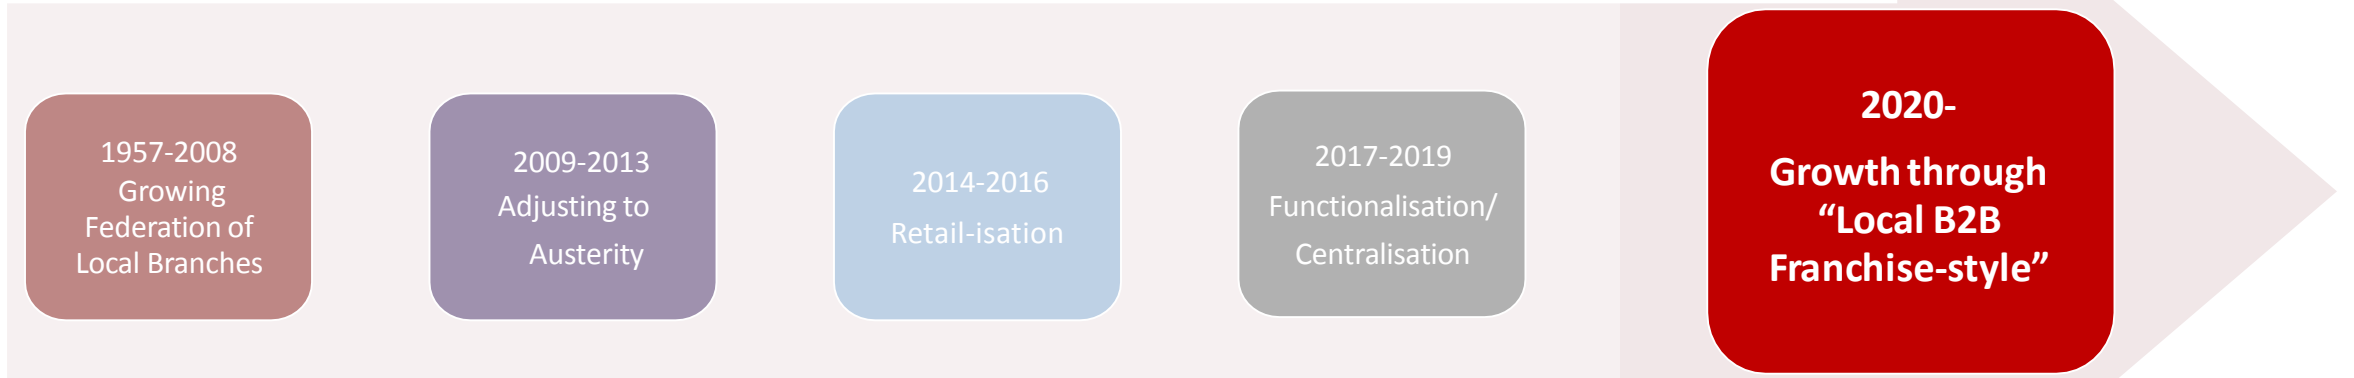 1957-2008
Growing
Federation of
Local Branches
2009-2013
Adjusting to
Austerity
2014-2016
Retail-isation
2017-2019
Functionalisation/
Centralisation
2020-
Growth through
“Local B2B
Franchise-style”